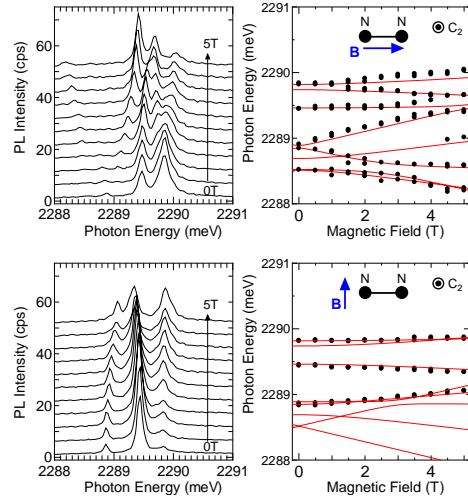 PL Intensity (cps)
60
40
20
0
5T
0T
2288 2289 2290 2291
Photon Energy (meV)
Photon Energy (meV)
2291
2290
2289
2288
N N
B
C2
0 2 4
Magnetic Field (T)
PL Intensity (cps)
60
40
20
0
5T
0T
2288 2289 2290 2291
Photon Energy (meV)
Photon Energy (meV)
2291
2290
2289
2288
B
N N
C2
0 2 4
Magnetic Field (T)